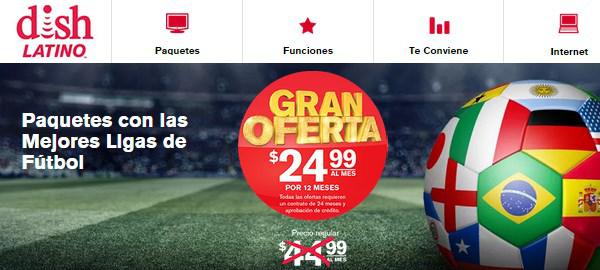 dish
LATINO
Paquetes
Funciones
Te Conviene
Internet
Paquetes con las
Mejores Ligas de
Fútbol
GRAN
OFERTA
$24.99
AL MES
POR 12 MESES
Todas las ofertas requieren
un contrato de 24 meses y
aprobación de crédito.
Precio regular
$44.99
AL MES